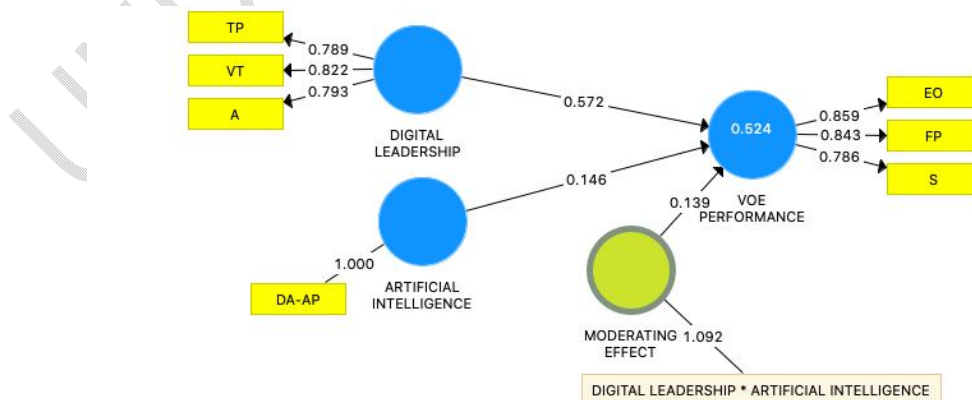 TP
0.789
VT
0.822
A
0.793
DIGITAL
LEADERSHIP
0.572
0.524
VOE
PERFORMANCE
0.859
EO
0.843
FP
0.786
S
0.146
0.139
1.000
DA-AP
ARTIFICIAL
INTELLIGENCE
MODERATING
EFFECT
1.092
DIGITAL LEADERSHIP * ARTIFICIAL INTELLIGENCE